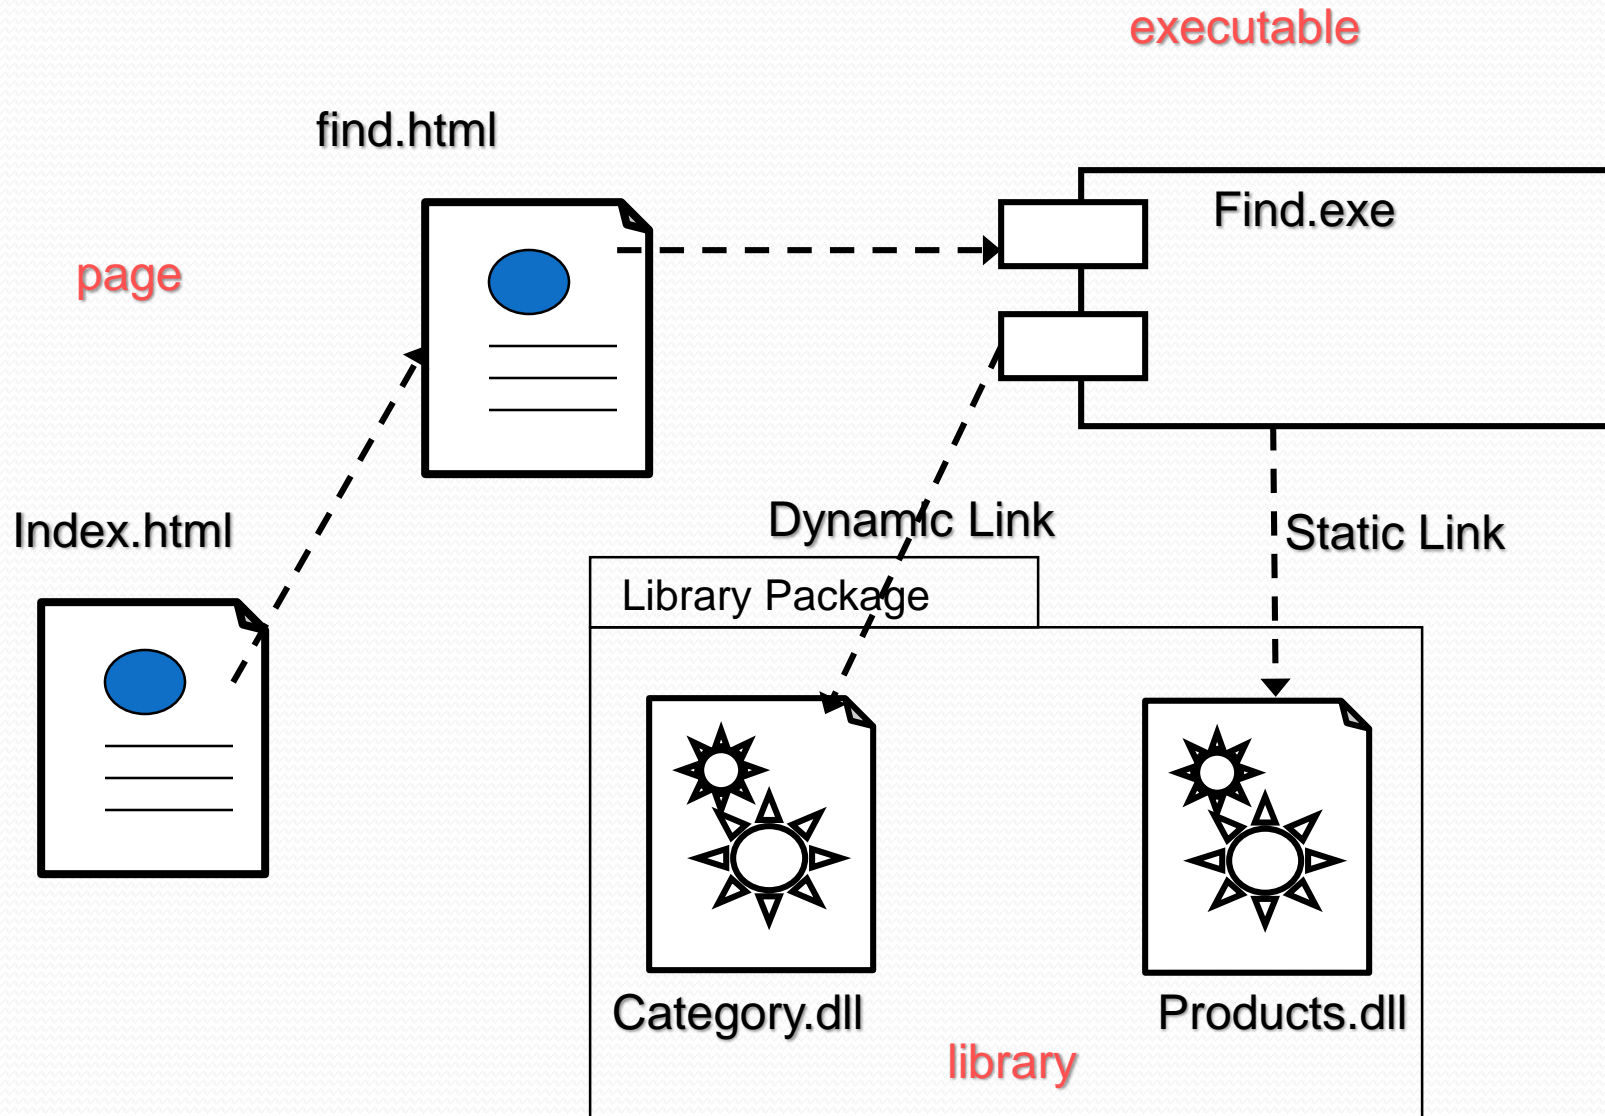 executable
find.html
Find.exe
page
Dynamic Link
Index.html
Static Link
Library Package
Category.dll
Products.dll
library